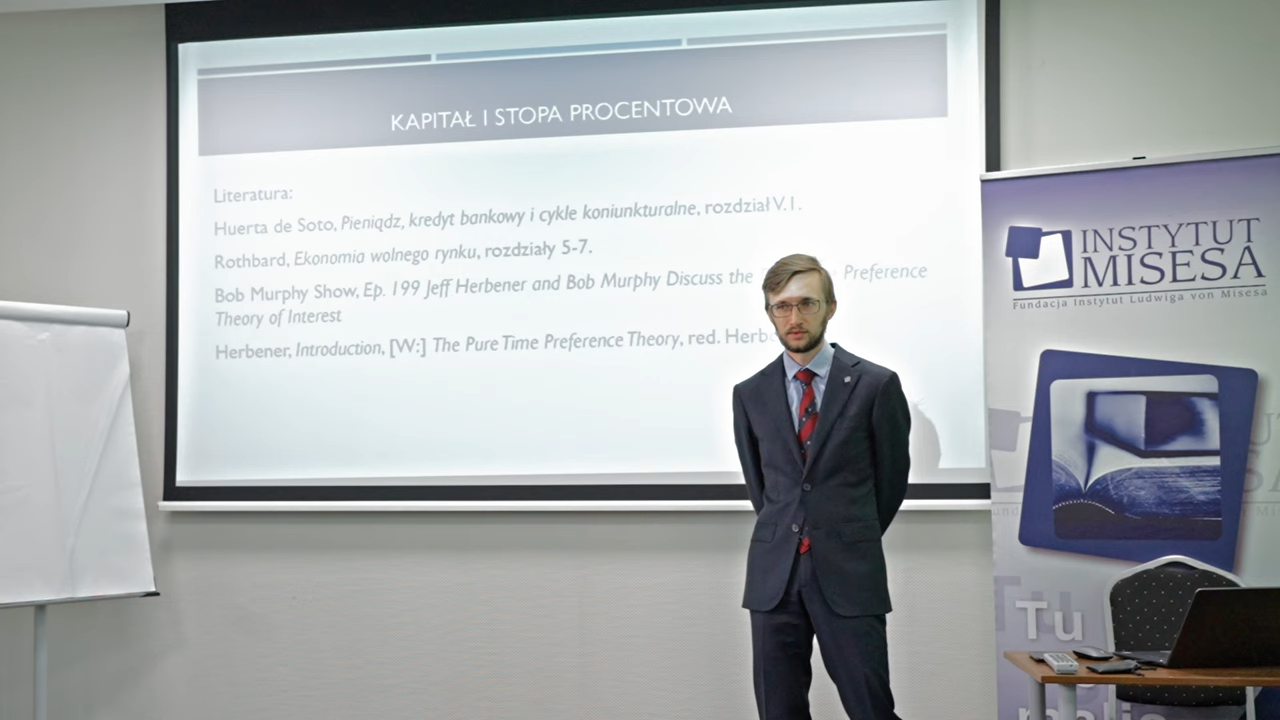 KAPITAŁ I STOPA PROCENTOWA
Literatura:
Huerta de Soto, Pieniądz, kredyt bankowy i cykle koniunkturalne, rozdział V.1.
Rothbard, Ekonomia wolnego rynku, rozdziały 5-7.
Bob Murphy Show, Ep. 199 Jeff Herbener and Bob Murphy Discuss the Preference
Theory of Interest
Herbener, Introduction, [W:] The Pure Time Preference Theory, red. Herb
INSTYTUT
MISESA
Fundacja Instytut Ludwiga von Misesa
Tu